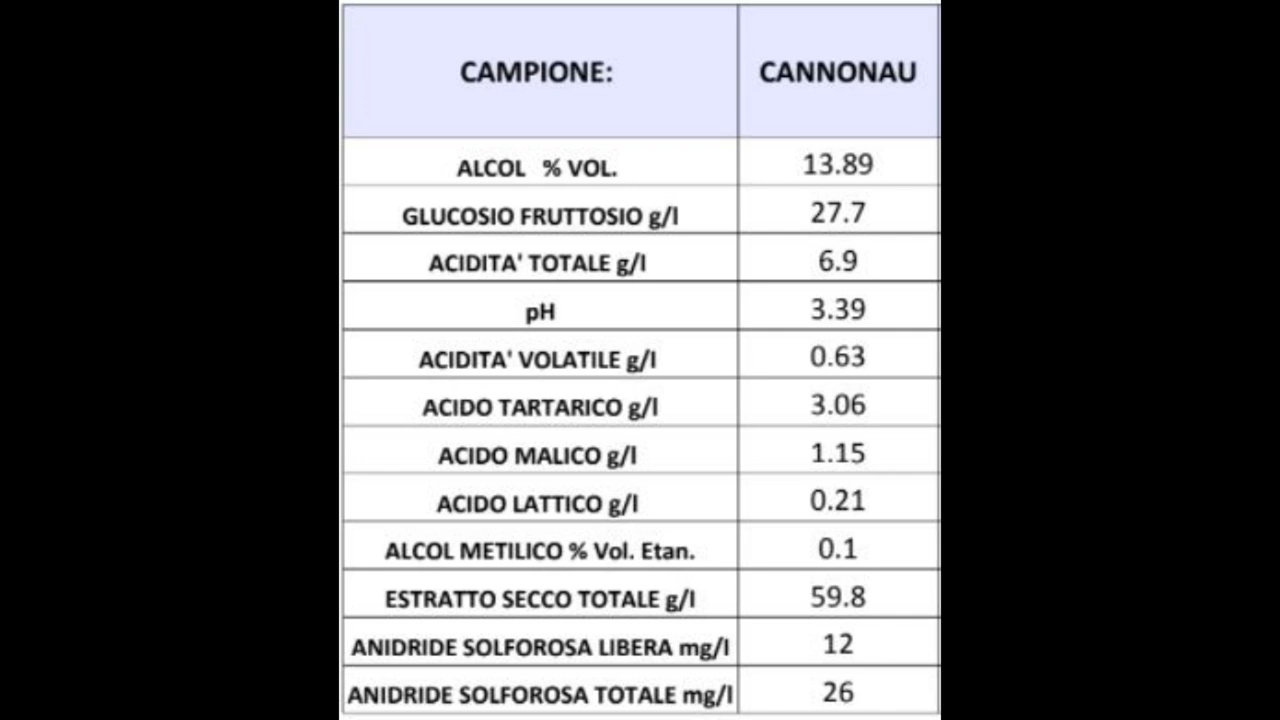 CAMPIONE: CANNONAU
ALCOL % VOL. 13.89
GLUCOSIO FRUTTOSIO g/l 27.7
ACIDITA' TOTALE g/l 6.9
pH 3.39
ACIDITA' VOLATILE g/l 0.63
ACIDO TARTARICO g/l 3.06
ACIDO MALICO g/l 1.15
ACIDO LATTICO g/l 0.21
ALCOL METILICO % Vol. Etan. 0.1
ESTRATTO SECCO TOTALE g/l 59.8
ANIDRIDE SOLFOROSA LIBERA mg/l 12
ANIDRIDE SOLFOROSA TOTALE mg/l 26